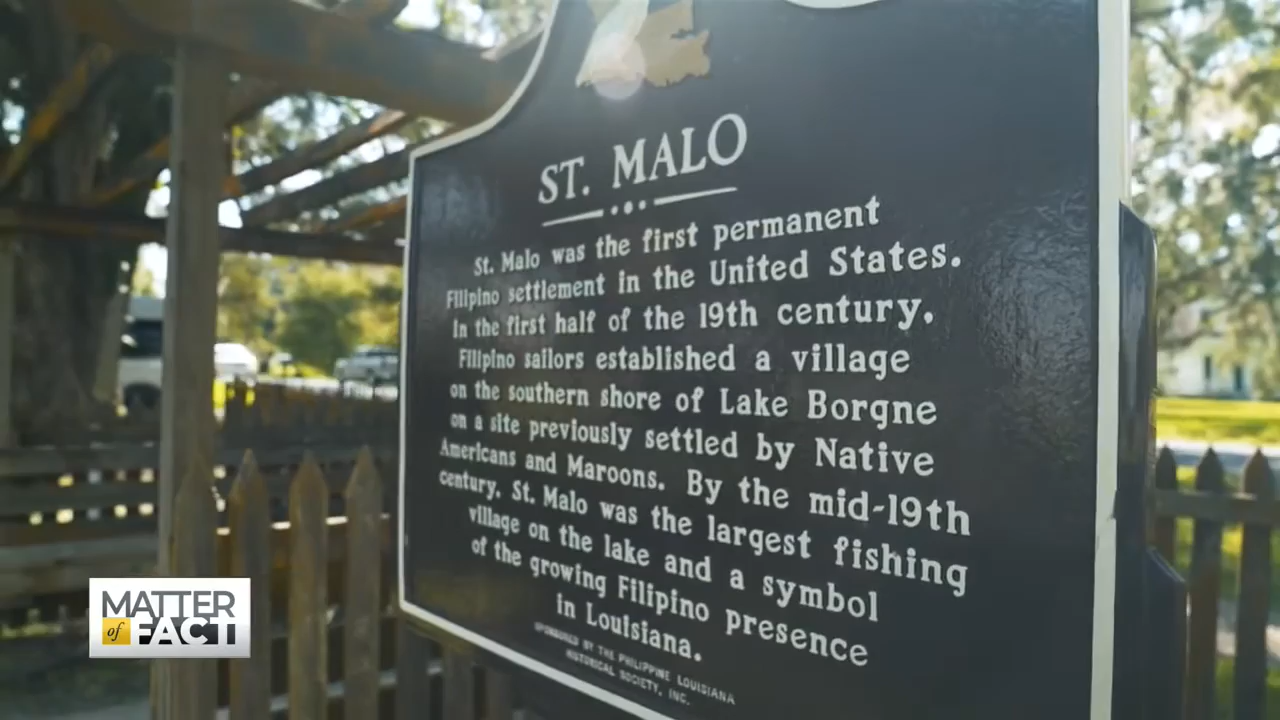 ST. MALO
St. Malo was the first permanent
Filipino settlement in the United States.
In the first half of the 19th century,
Filipino sailors established a village
on the southern shore of Lake Borgne
on a site previously settled by Native
Americans and Maroons. By the mid-19th
century, St. Malo was the largest fishing
village on the lake and a symbol
of the growing Filipino presence
in Louisiana.
SPONSORED BY THE PHILIPPINE LOUISIANA
HISTORICAL SOCIETY, INC.
MATTER
of FACT